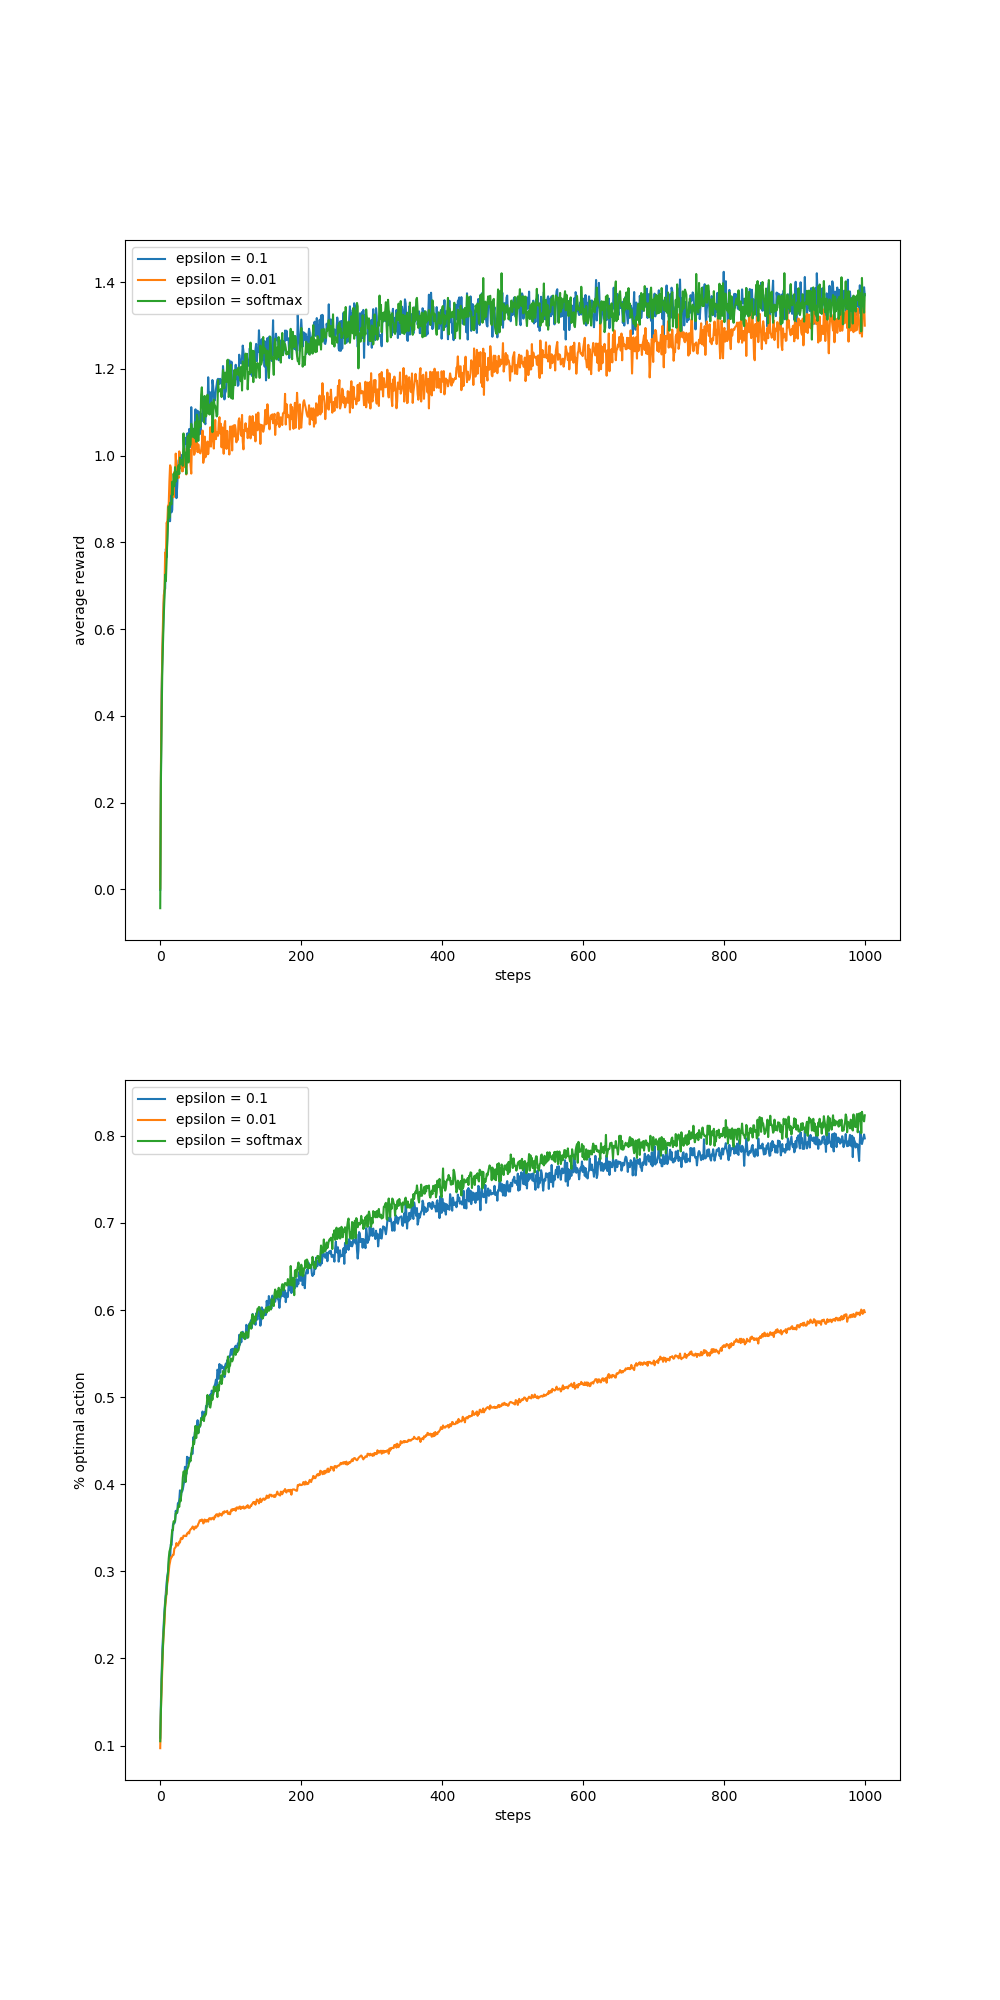 epsilon = 0.1
epsilon = 0.01
epsilon = softmax
1.4
1.2
1.0
0.8
0.6
0.4
0.2
0.0
average reward
0 200 400 600 800 1000
steps
epsilon = 0.1
epsilon = 0.01
epsilon = softmax
0.8
0.7
0.6
0.5
0.4
0.3
0.2
0.1
% optimal action
0 200 400 600 800 1000
steps